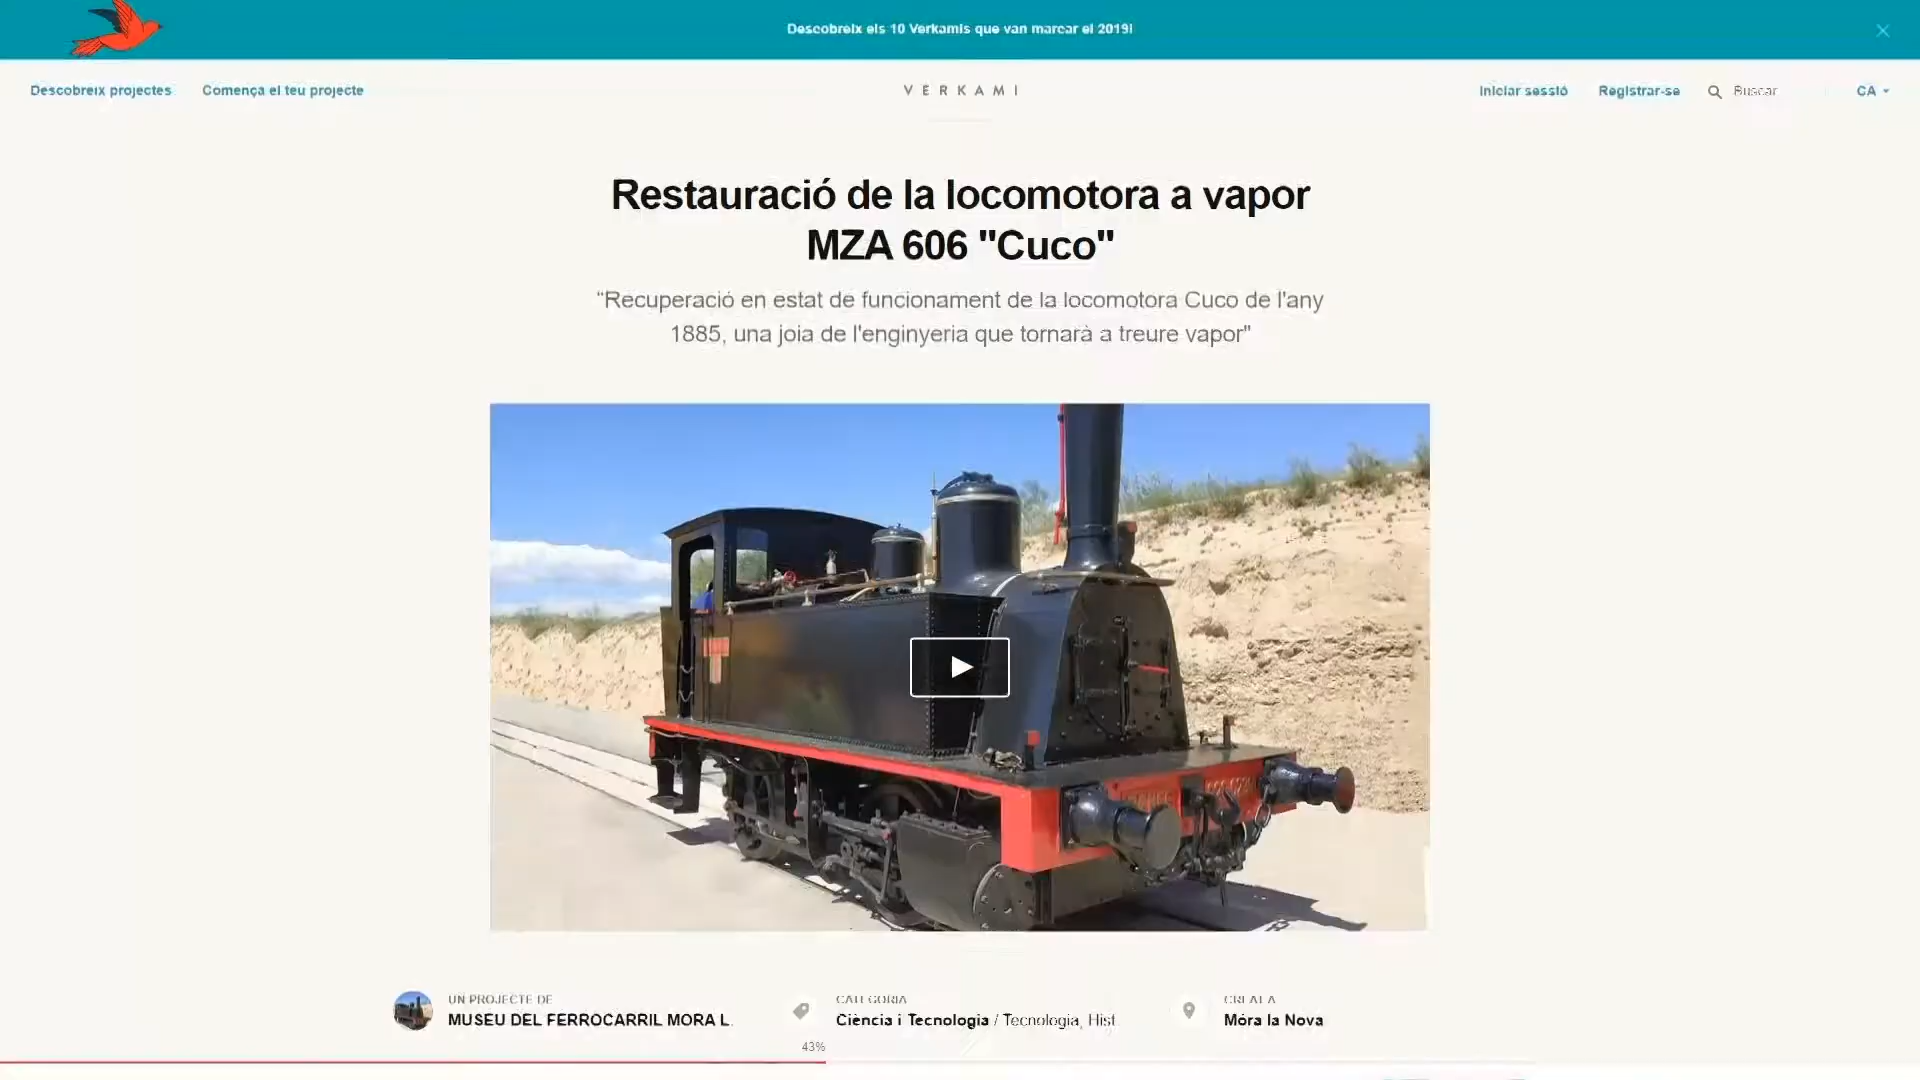 Descobreix els 10 Verkamis que van marcar el 2019!
Descobreix projectes
Comença el teu projecte
VERKAMI
Iniciar sessió
Registrar-se
Buscar
CA
Restauració de la locomotora a vapor
MZA 606 "Cuco"
"Recuperació en estat de funcionament de la locomotora Cuco de l'any
1885, una joia de l'enginyeria que tornarà a treure vapor"
UN PROJECTE DE
MUSEU DEL FERROCARRIL MORA L.
CATEGORIA
Ciència i Tecnologia / Tecnologia, Hist.
CREAT A
Móra la Nova
43%